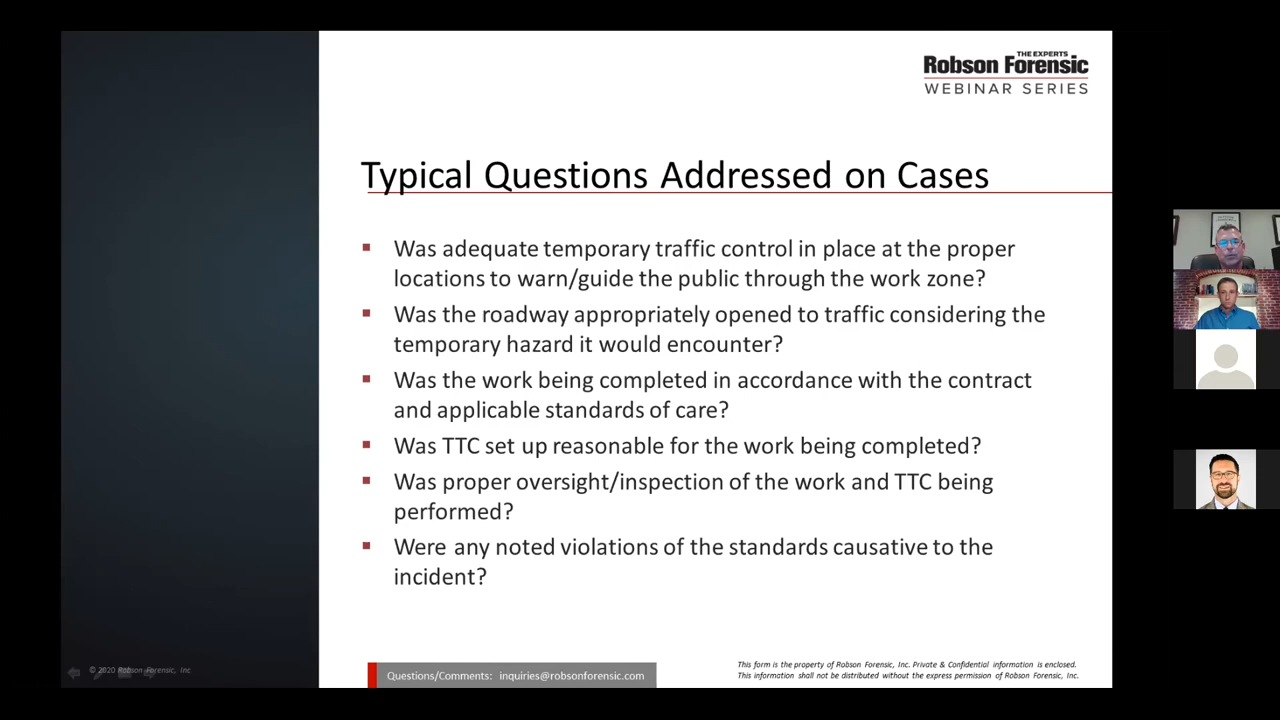 THE EXPERTS
Robson Forensic
WEBINAR SERIES
Typical Questions Addressed on Cases
Was adequate temporary traffic control in place at the proper
locations to warn/guide the public through the work zone?
Was the roadway appropriately opened to traffic considering the
temporary hazard it would encounter?
Was the work being completed in accordance with the contract
and applicable standards of care?
Was TTC set up reasonable for the work being completed?
Was proper oversight/inspection of the work and TTC being
performed?
Were any noted violations of the standards causative to the
incident?
© 2020 Robson Forensic, Inc
Questions/Comments: inquiries@robsonforensic.com
This form is the property of Robson Forensic, Inc. Private & Confidential information is enclosed.
This information shall not be distributed without the express permission of Robson Forensic, Inc.